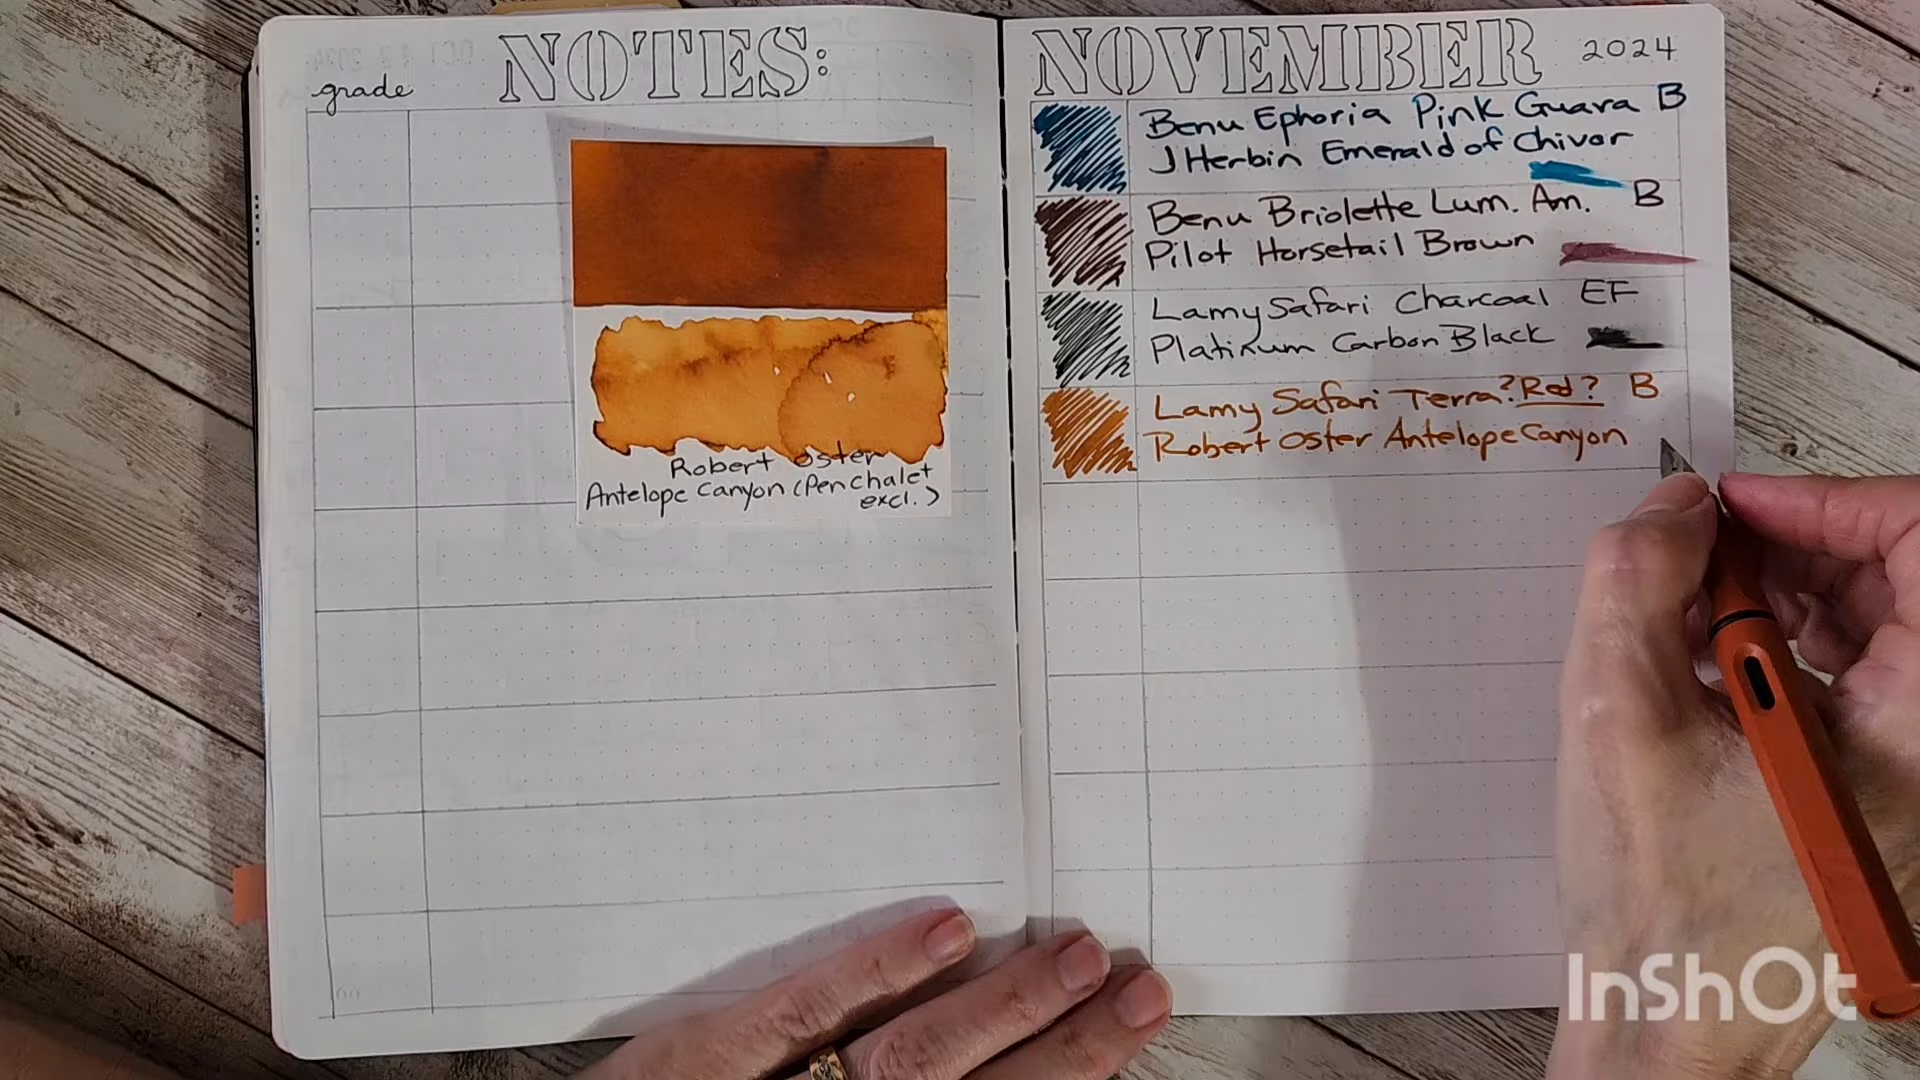 grade
NOTES:
Robert Oster
Antelope Canyon (Penchalet
excl.)
NOVEMBER 2024
Benu Ephoria Pink Guara B
J Herbin Emerald of Chivor
Benu Briolette Lum. Am. B
Pilot Horsetail Brown
Lamy Safari Charcoal EF
Platinum Carbon Black
Lamy Safari Terra? Red? B
Robert Oster Antelope Canyon
InShOt